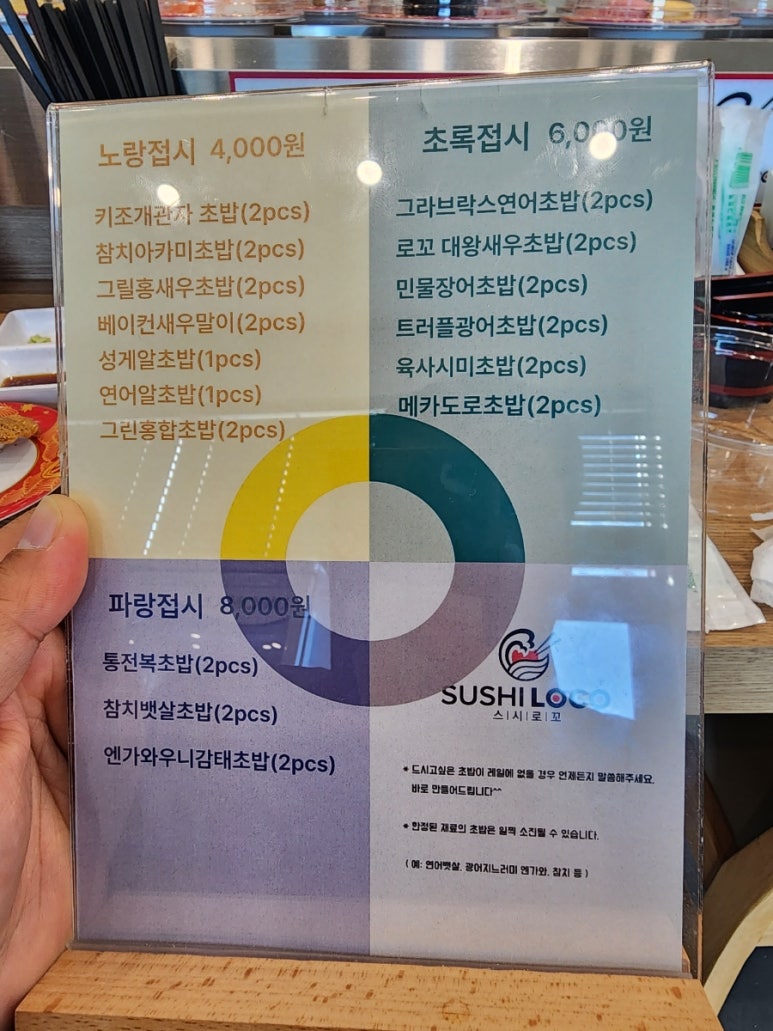 노랑접시 4,000원
키조개관자 초밥(2pcs)
참치아카미초밥(2pcs)
그릴홍새우초밥(2pcs)
베이컨새우말이(2pcs)
성게알초밥(1pcs)
연어알초밥(1pcs)
그린홍합초밥(2pcs)
초록접시 6,000원
그라브락스연어초밥(2pcs)
로꼬 대왕새우초밥(2pcs)
민물장어초밥(2pcs)
트러플광어초밥(2pcs)
육사시미초밥(2pcs)
메카도로초밥(2pcs)
파랑접시 8,000원
통전복초밥(2pcs)
참치뱃살초밥(2pcs)
엔가와우니감태초밥(2pcs)
SUSHI LOCO
스|시|로|꼬
* 드시고싶은 초밥이 레일에 없을 경우 언제든지 말씀해주세요.
바로 만들어드립니다^^
* 한정된 재료의 초밥은 일찍 소진될 수 있습니다.
( 예: 연어뱃살, 광어지느러미 엔가와, 참치 등 )